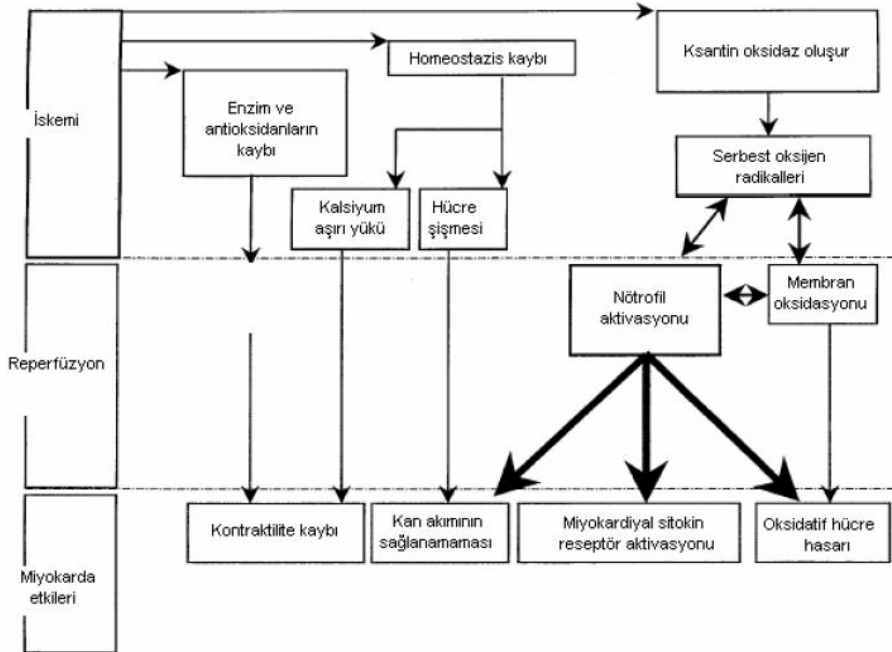 İskemi
Enzim ve
antioksidanların
kaybı
Homeostazis kaybı
Ksantin oksidaz oluşur
Serbest oksijen
radikalleri
Kalsiyum
aşırı yükü
Hücre
şişmesi
Reperfüzyon
Nötrofil
aktivasyonu
Membran
oksidasyonu
Miyokarda
etkileri
Kontraktilite kaybı
Kan akımının
sağlanamaması
Miyokardiyal sitokin
reseptör aktivasyonu
Oksidatif hücre
hasarı